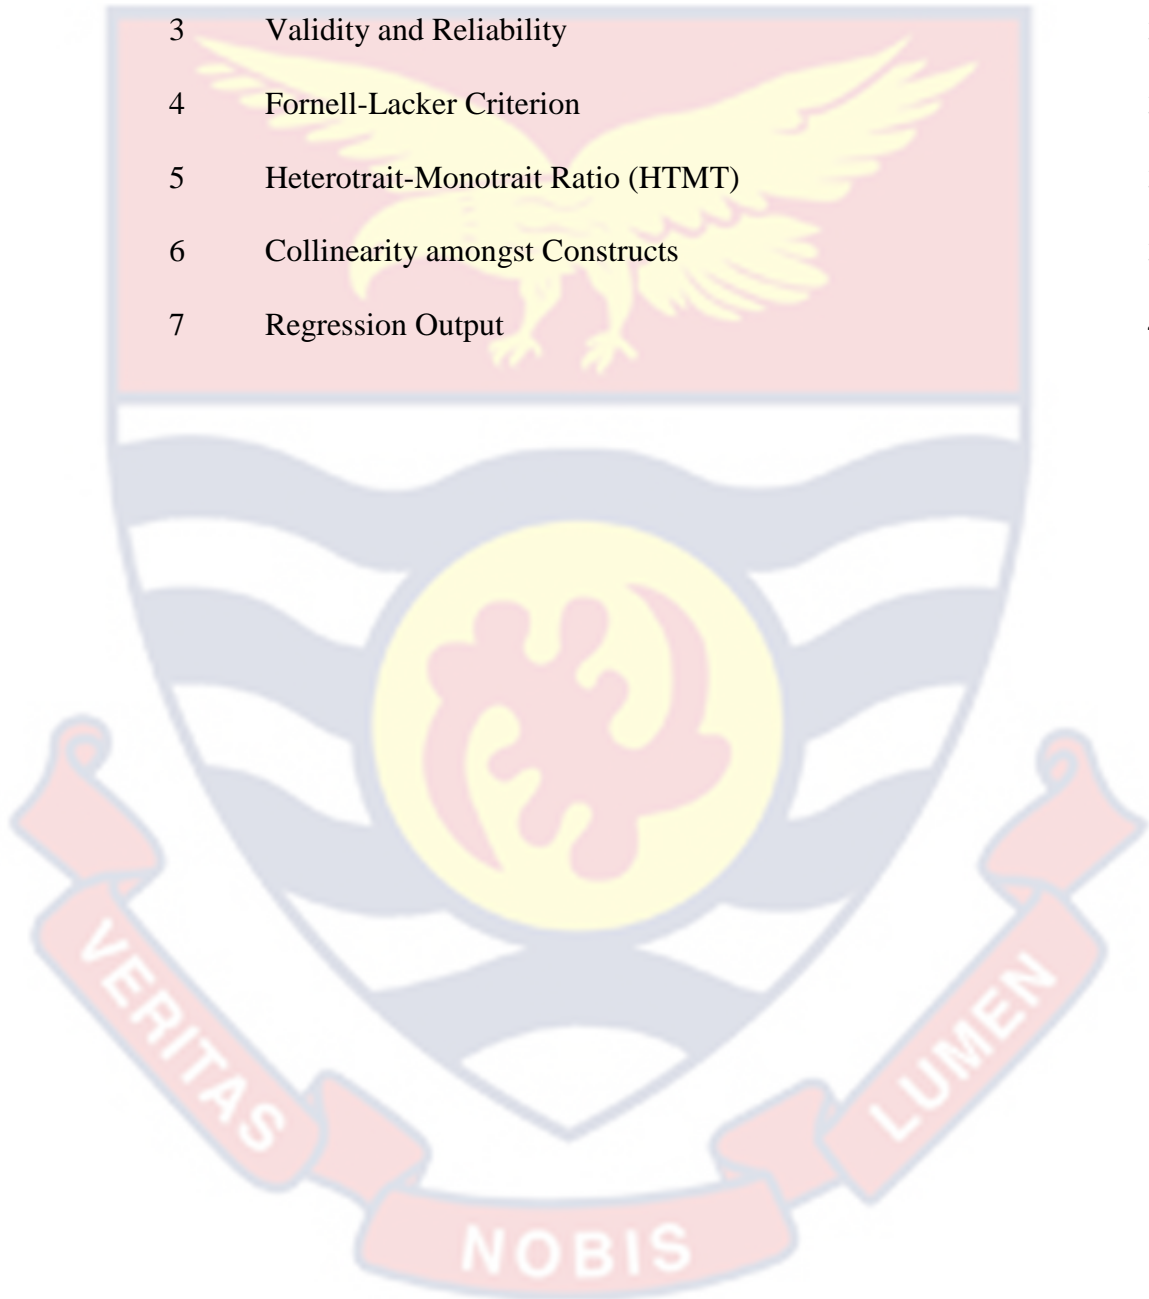 3 Validity and Reliability
4 Fornell-Lacker Criterion
5 Heterotrait-Monotrait Ratio (HTMT)
6 Collinearity amongst Constructs
7 Regression Output
VERITAS
NOBIS
LUMEN